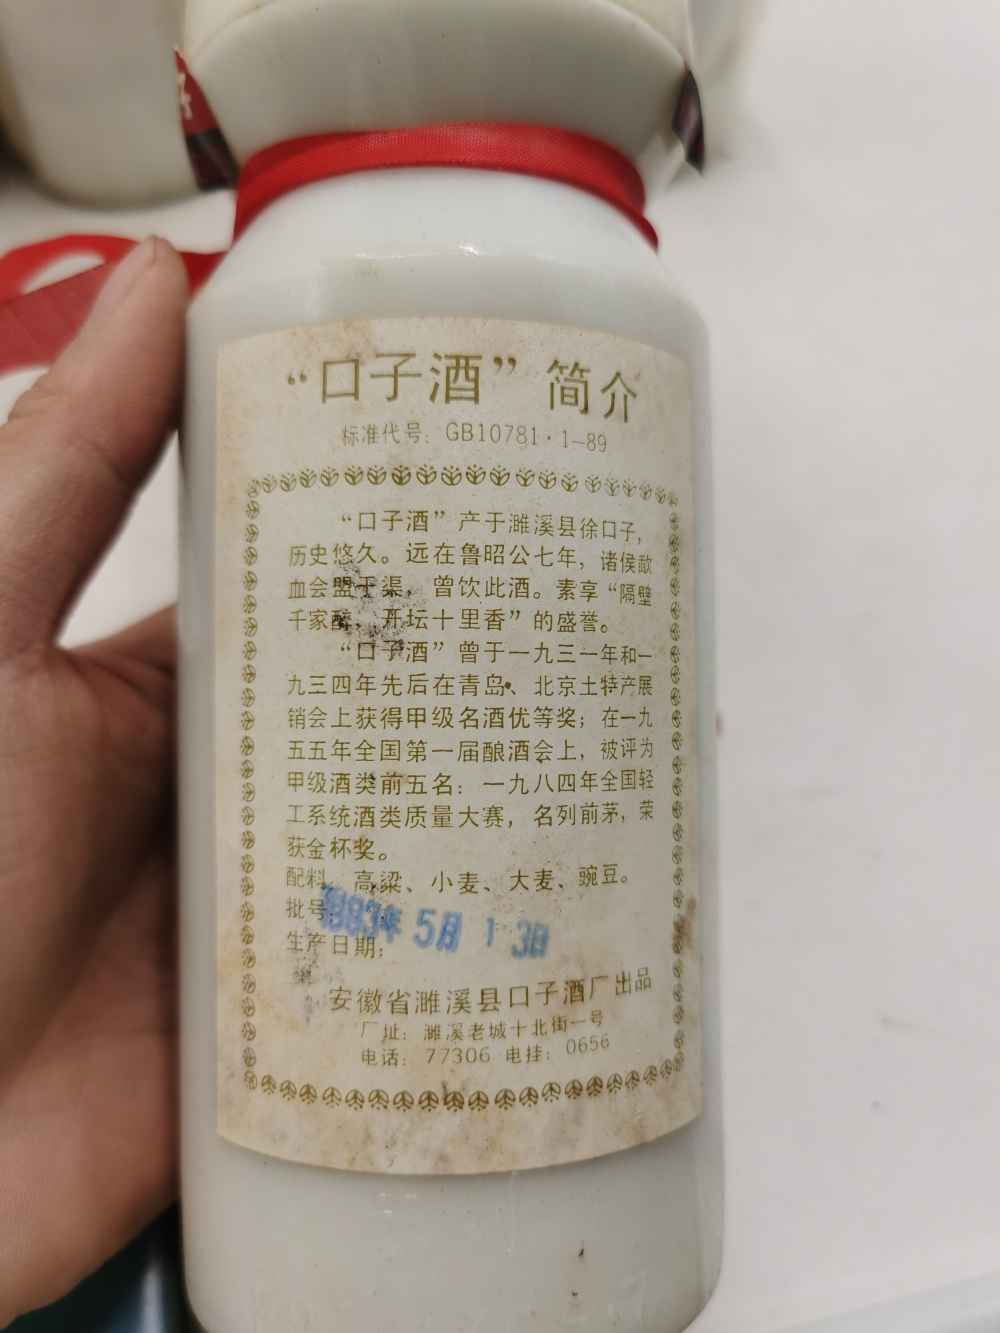 “口子酒”简介
标准代号：GB10781·1—89
“口子酒”产于濉溪县徐口子，
历史悠久。远在鲁昭公七年，诸侯歃
血会盟于渠，曾饮此酒。素享“隔壁
千家醉、开坛十里香”的盛誉。
“口子酒”曾于一九三一年和一
九三四年先后在青岛、北京土特产展
销会上获得甲级名酒优等奖；在一九
五五年全国第一届酿酒会上，被评为
甲级酒类前五名：一九八四年全国轻
工系统酒类质量大赛，名列前茅，荣
获金杯奖。
配料、高粱、小麦、大麦、豌豆。
批号
1993年 5月 13日
生产日期：
安徽省濉溪县口子酒厂出品
厂址：濉溪老城十北街一号
电话：77306 电挂：0656